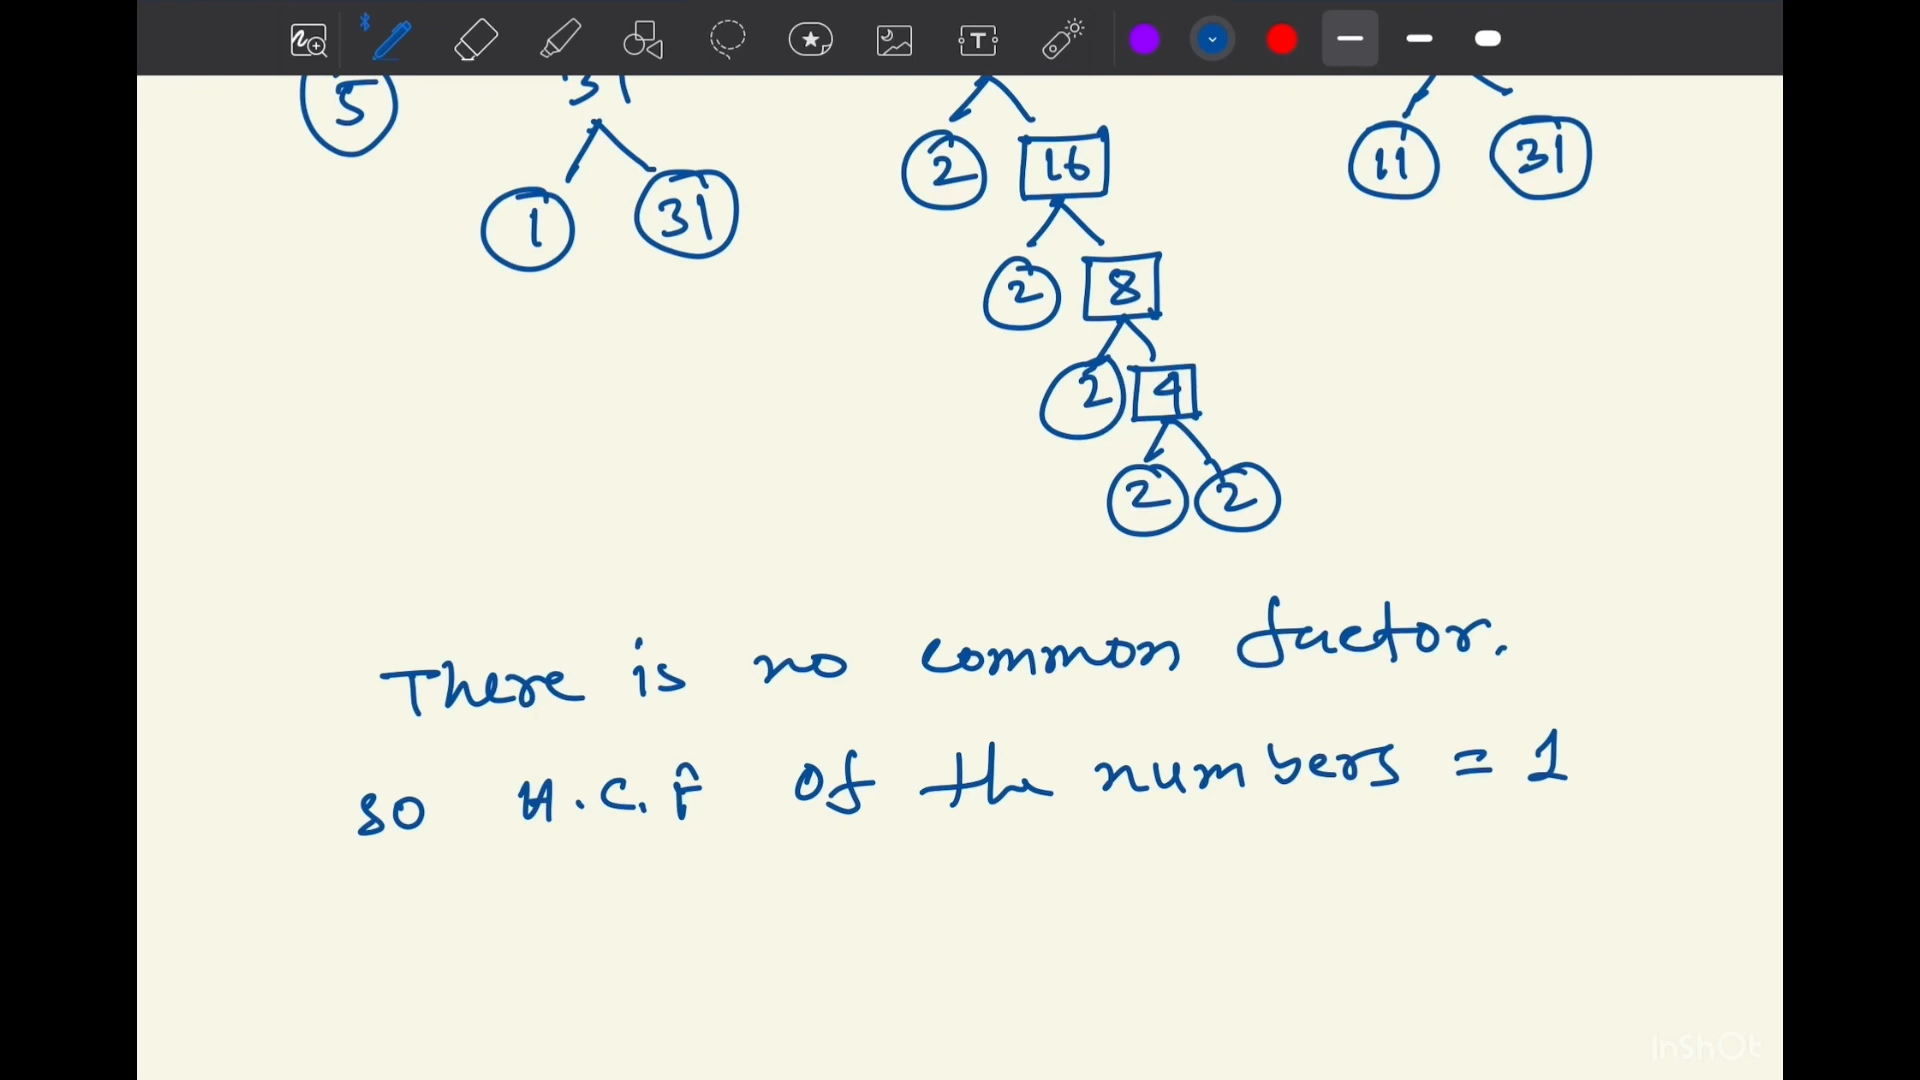 5 31
2 16 11 31
1 31
2 8
2 4
2 2
There is no common factor.
so H.C.F of the numbers = 1
InShOt